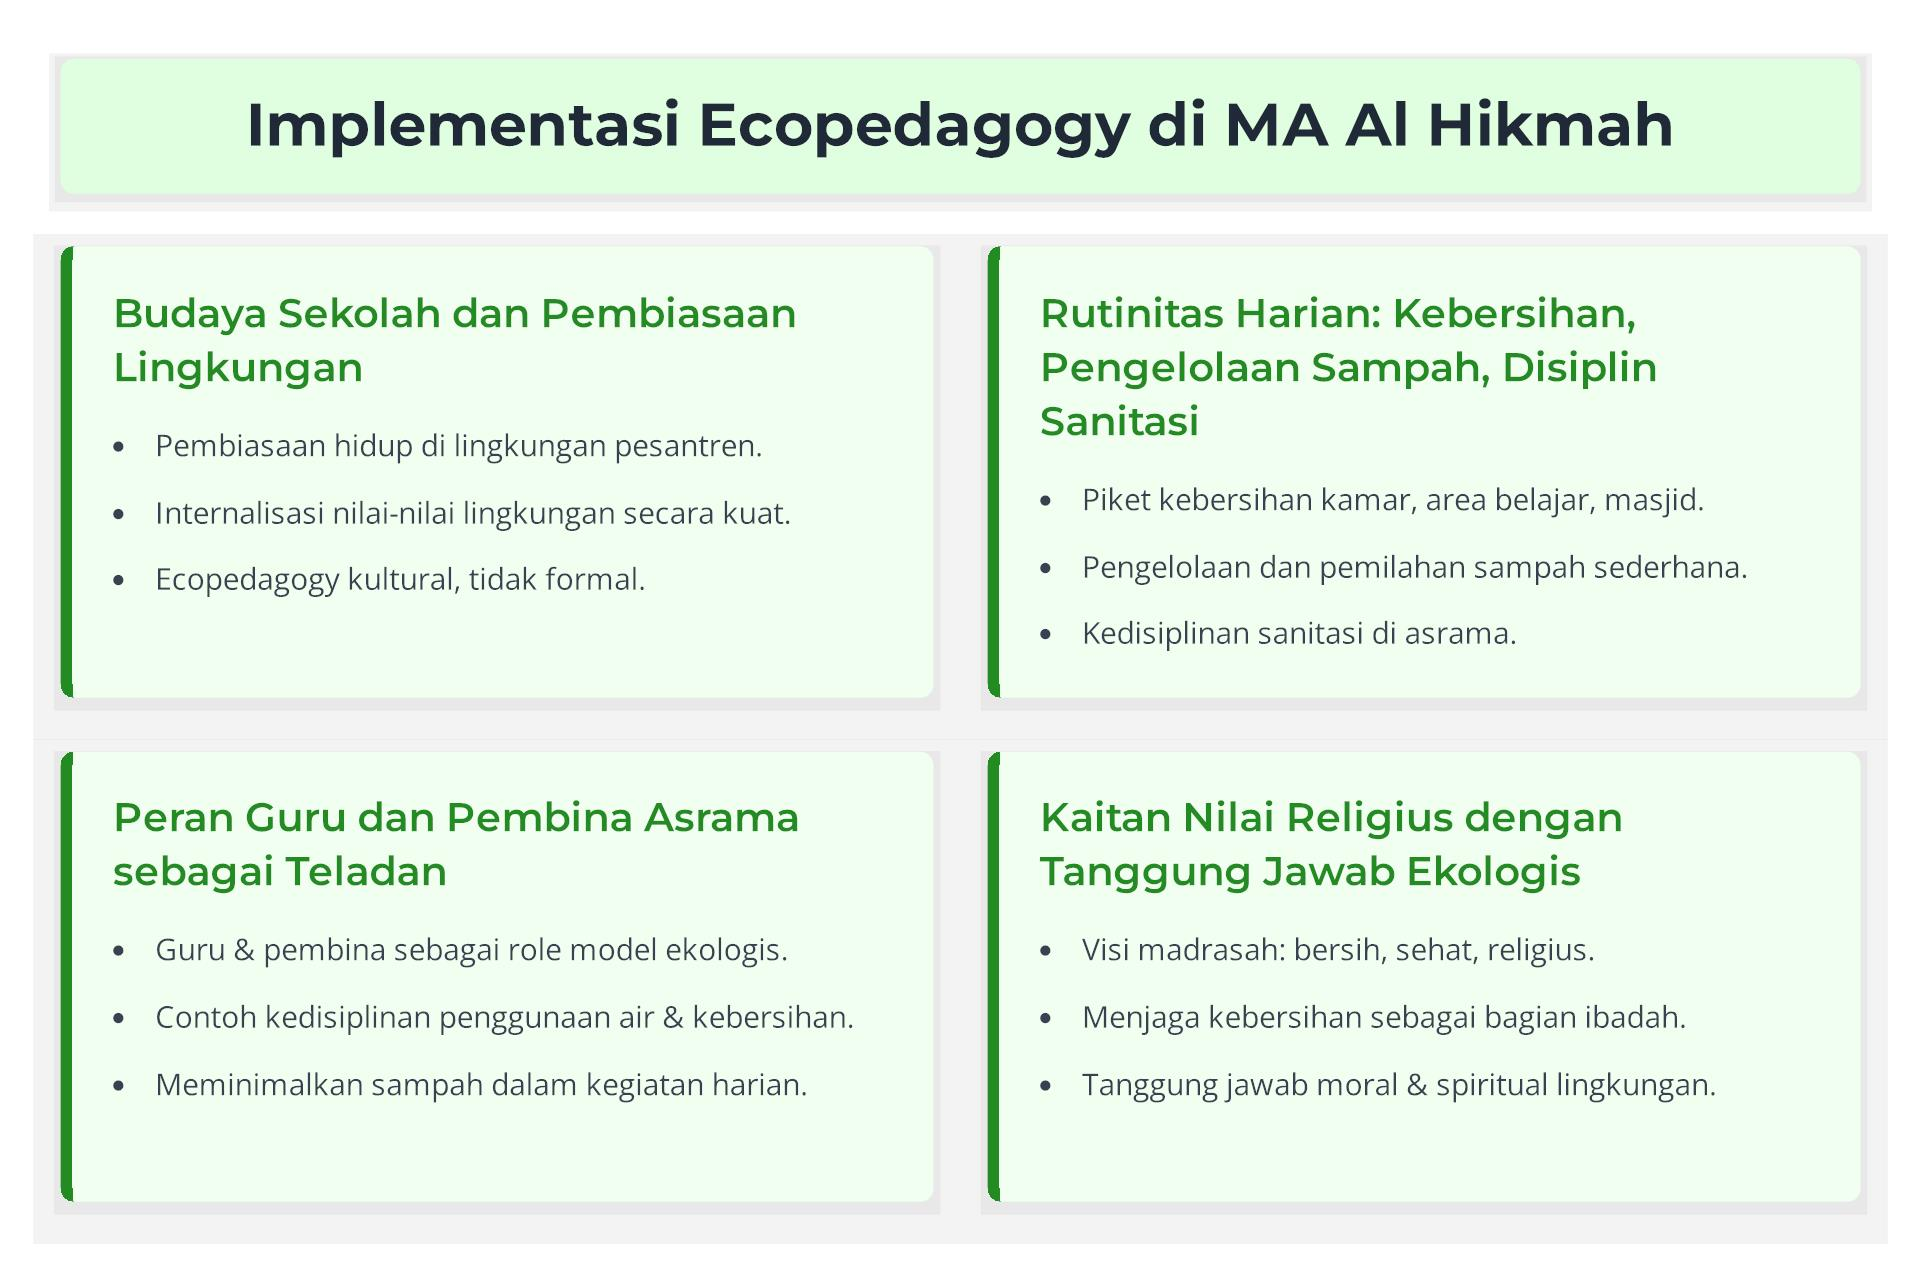 Implementasi Ecopedagogy di MA Al Hikmah
Budaya Sekolah dan Pembiasaan
Lingkungan
• Pembiasaan hidup di lingkungan pesantren.
• Internalisasi nilai-nilai lingkungan secara kuat.
• Ecopedagogy kultural, tidak formal.
Rutinitas Harian: Kebersihan,
Pengelolaan Sampah, Disiplin
Sanitasi
• Piket kebersihan kamar, area belajar, masjid.
• Pengelolaan dan pemilahan sampah sederhana.
• Kedisiplinan sanitasi di asrama.
Peran Guru dan Pembina Asrama
sebagai Teladan
• Guru & pembina sebagai role model ekologis.
• Contoh kedisiplinan penggunaan air & kebersihan.
• Meminimalkan sampah dalam kegiatan harian.
Kaitan Nilai Religius dengan
Tanggung Jawab Ekologis
• Visi madrasah: bersih, sehat, religius.
• Menjaga kebersihan sebagai bagian ibadah.
• Tanggung jawab moral & spiritual lingkungan.